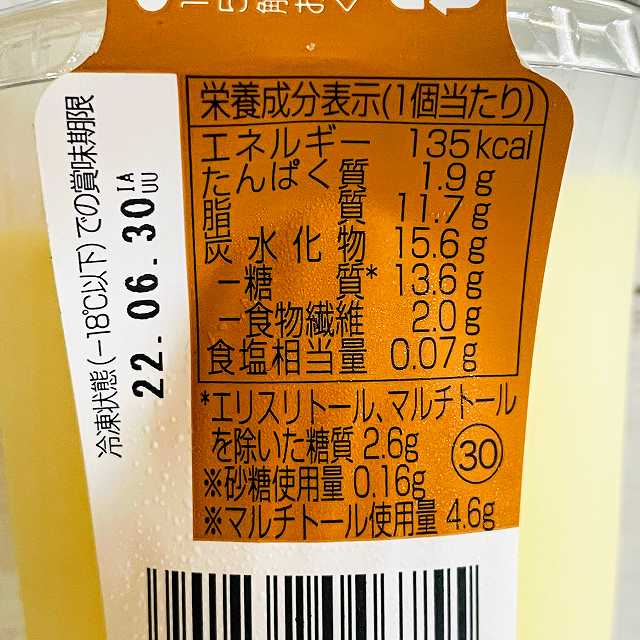 栄養成分表示(1個当たり)
エネルギー 135kcal
たんぱく質 1.9g
脂質 11.7g
炭水化物 15.6g
－糖質* 13.6g
－食物繊維 2.0g
食塩相当量 0.07g
*エリスリトール、マルチトール
を除いた糖質2.6g
30
※砂糖使用量 0.16g
※マルチトール使用量 4.6g
冷凍状態(－18℃以下)での賞味期限
22.06.30 IA
UU